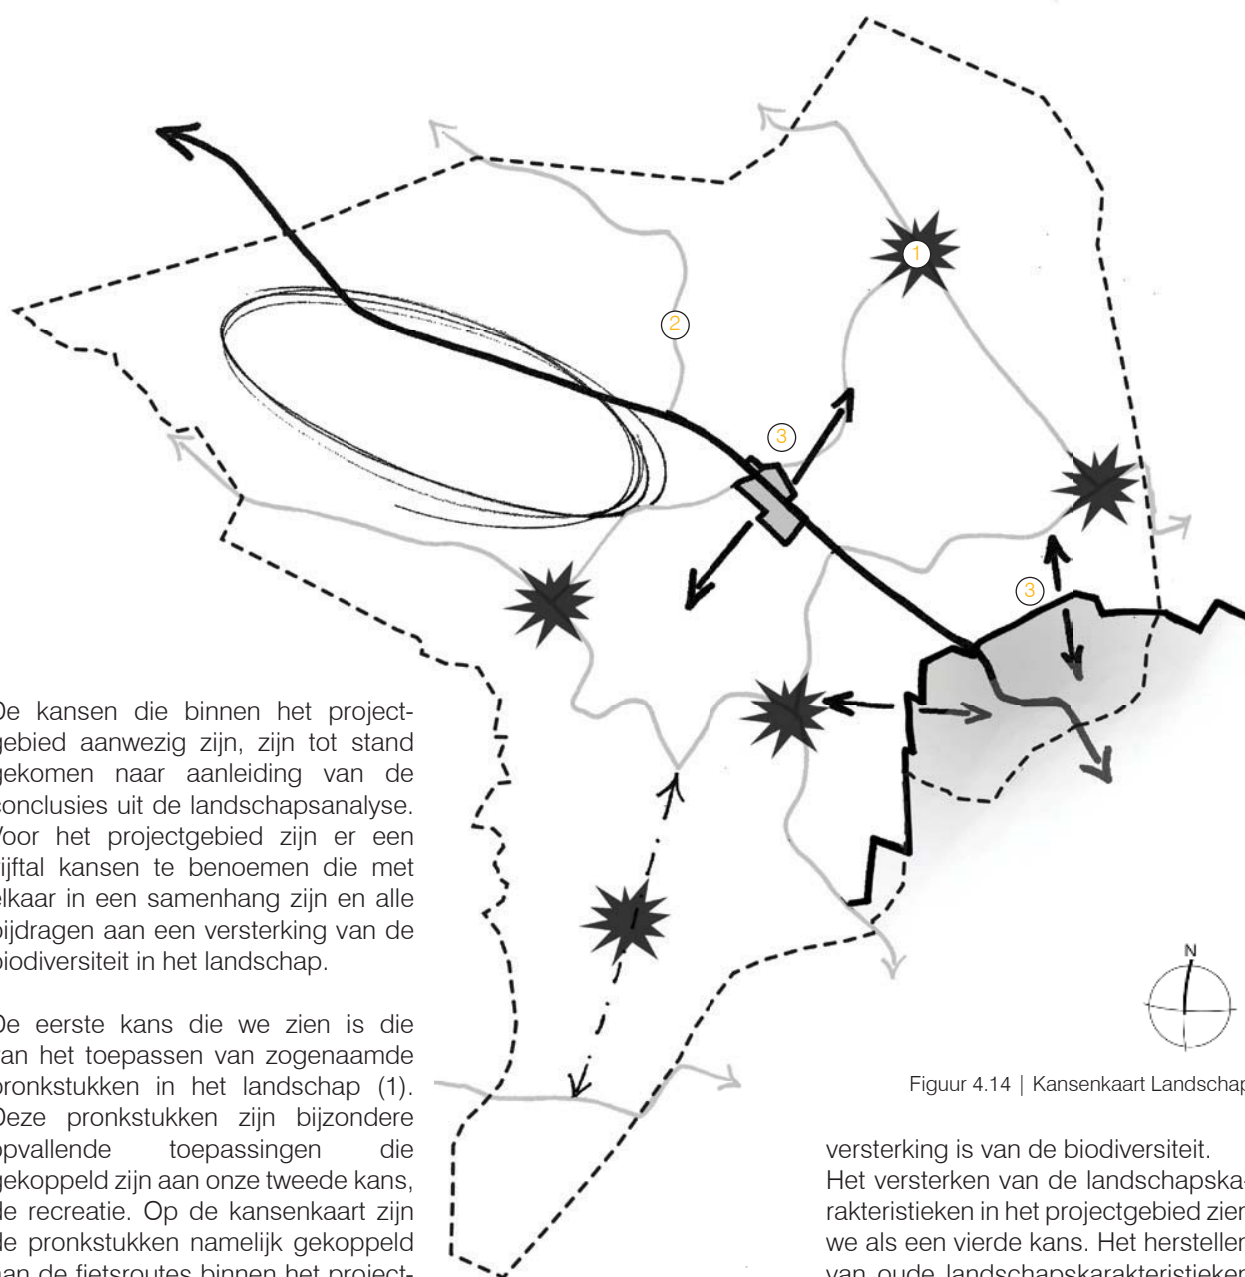 1
2
3
3
De kansen die binnen het project-
gebied aanwezig zijn, zijn tot stand
gekomen naar aanleiding van de
conclusies uit de landschapsanalyse.
Voor het projectgebied zijn er een
vijftal kansen te benoemen die met
elkaar in een samenhang zijn en alle
bijdragen aan een versterking van de
biodiversiteit in het landschap.
De eerste kans die we zien is die
van het toepassen van zogenaamde
pronkstukken in het landschap (1).
Deze pronkstukken zijn bijzondere
opvallende toepassingen die
gekoppeld zijn aan onze tweede kans,
de recreatie. Op de kansenkaart zijn
de pronkstukken namelijk gekoppeld
aan de fietsroutes binnen het project-
N
Figuur 4.14 | Kansenkaart Landschap
versterking is van de biodiversiteit.
Het versterken van de landschapska-
rakteristieken in het projectgebied zien
we als een vierde kans. Het herstellen
van oude landschapskarakteristieken